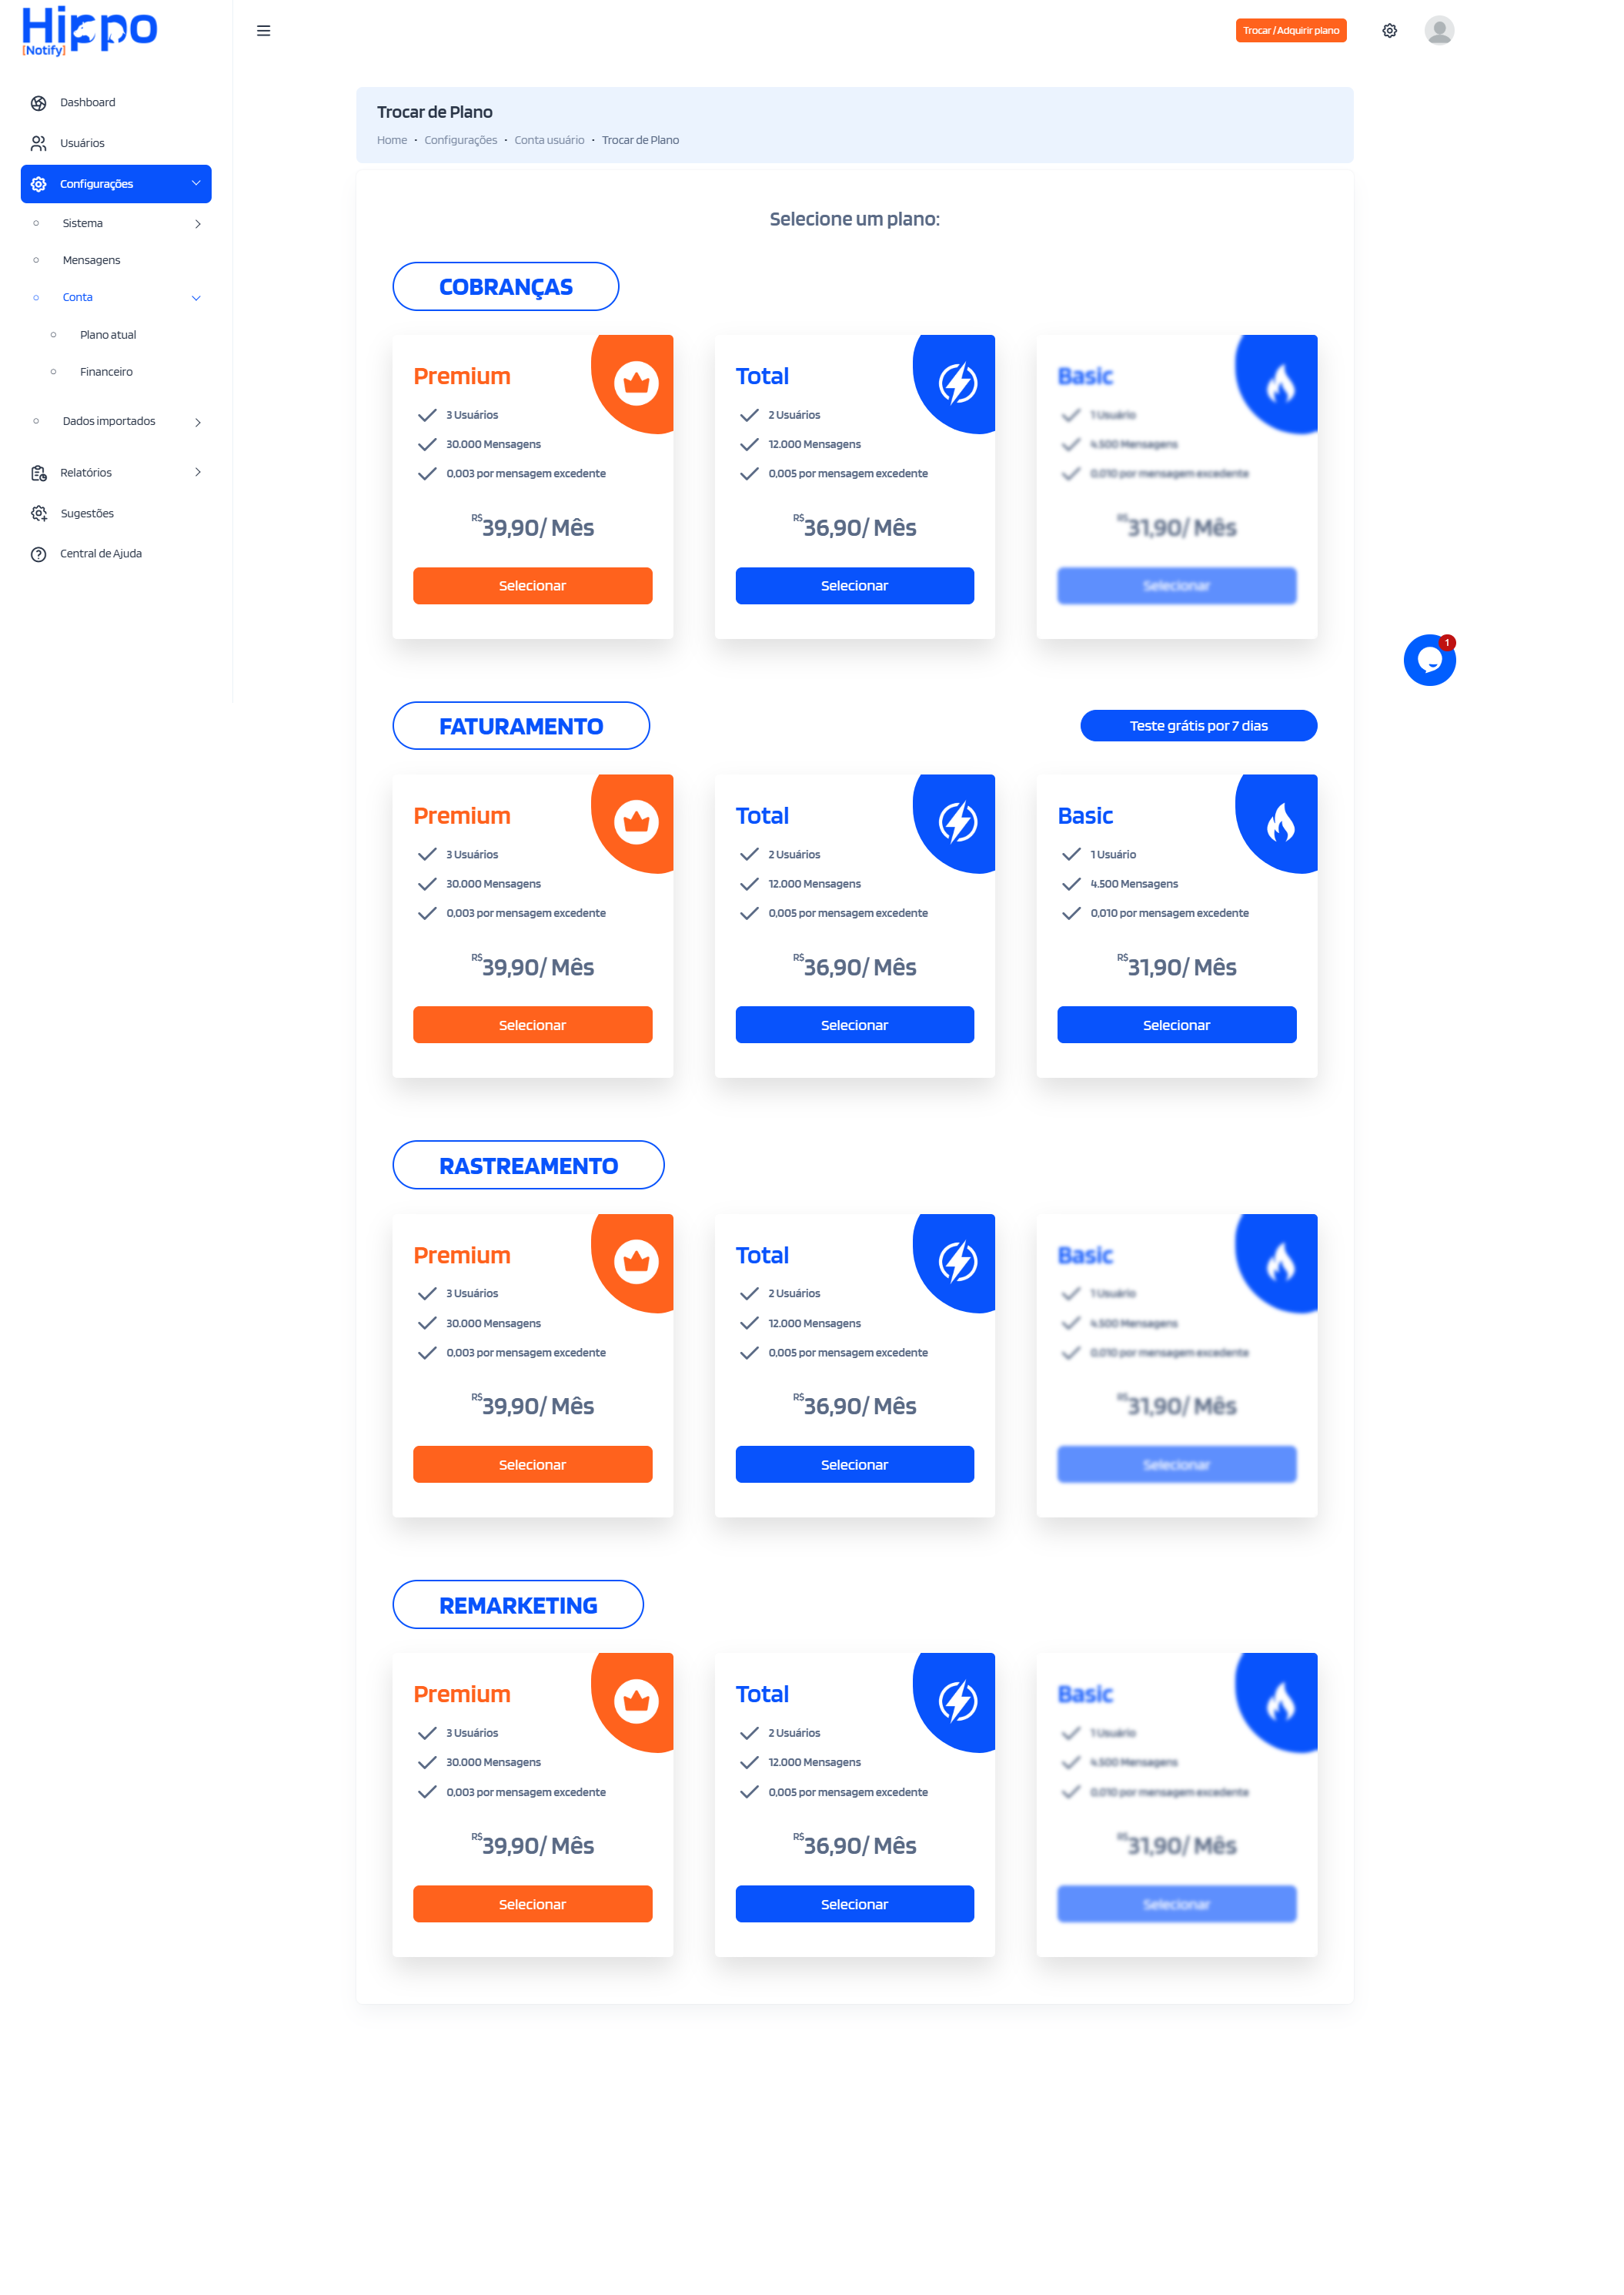 Hippo
[Notify]
Trocar / Adquirir plano
Dashboard
Usuários
Configurações
Sistema
Mensagens
Conta
Plano atual
Financeiro
Dados importados
Relatórios
Sugestões
Central de Ajuda
Trocar de Plano
Home • Configurações • Conta usuário • Trocar de Plano
Selecione um plano:
COBRANÇAS
Premium
3 Usuários
30.000 Mensagens
0,003 por mensagem excedente
R$39,90/ Mês
Selecionar
Total
2 Usuários
12.000 Mensagens
0,005 por mensagem excedente
R$36,90/ Mês
Selecionar
Basic
1 Usuário
4.500 Mensagens
0,010 por mensagem excedente
R$31,90/ Mês
Selecionar
1
FATURAMENTO
Teste grátis por 7 dias
Premium
3 Usuários
30.000 Mensagens
0,003 por mensagem excedente
R$39,90/ Mês
Selecionar
Total
2 Usuários
12.000 Mensagens
0,005 por mensagem excedente
R$36,90/ Mês
Selecionar
Basic
1 Usuário
4.500 Mensagens
0,010 por mensagem excedente
R$31,90/ Mês
Selecionar
RASTREAMENTO
Premium
3 Usuários
30.000 Mensagens
0,003 por mensagem excedente
R$39,90/ Mês
Selecionar
Total
2 Usuários
12.000 Mensagens
0,005 por mensagem excedente
R$36,90/ Mês
Selecionar
Basic
1 Usuário
4.500 Mensagens
0,010 por mensagem excedente
R$31,90/ Mês
Selecionar
REMARKETING
Premium
3 Usuários
30.000 Mensagens
0,003 por mensagem excedente
R$39,90/ Mês
Selecionar
Total
2 Usuários
12.000 Mensagens
0,005 por mensagem excedente
R$36,90/ Mês
Selecionar
Basic
1 Usuário
4.500 Mensagens
0,010 por mensagem excedente
R$31,90/ Mês
Selecionar